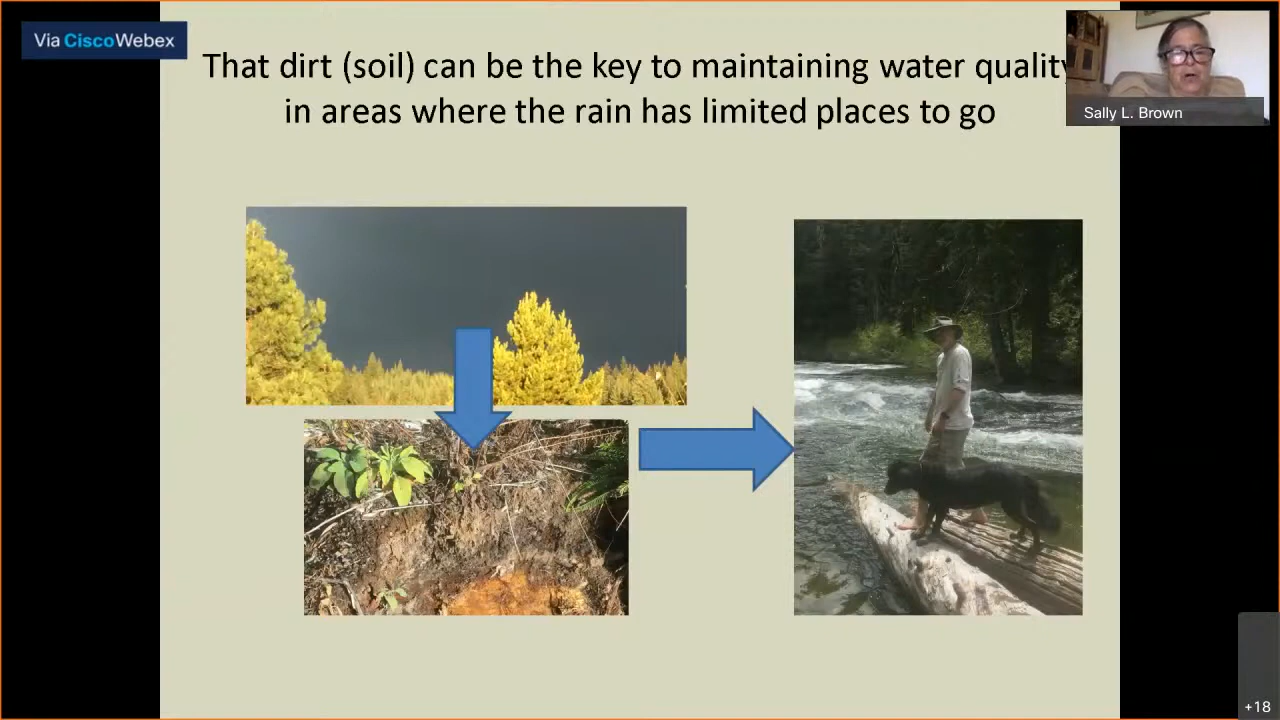 Via CiscoWebex
That dirt (soil) can be the key to maintaining water quality
in areas where the rain has limited places to go
Sally L. Brown
+18